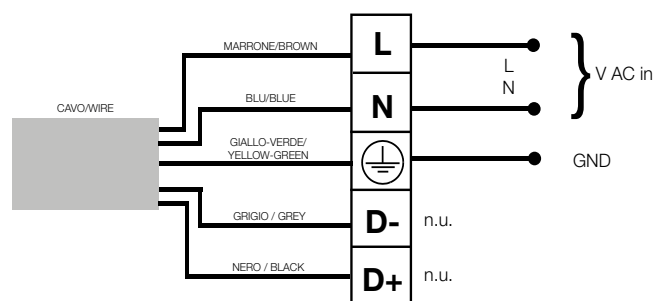 MARRONE/BROWN
L
L
V AC in
BLU/BLUE
N
N
CAVO/WIRE
GIALLO-VERDE/
YELLOW-GREEN
GND
GRIGIO / GREY
D-
n.u.
NERO / BLACK
D+
n.u.